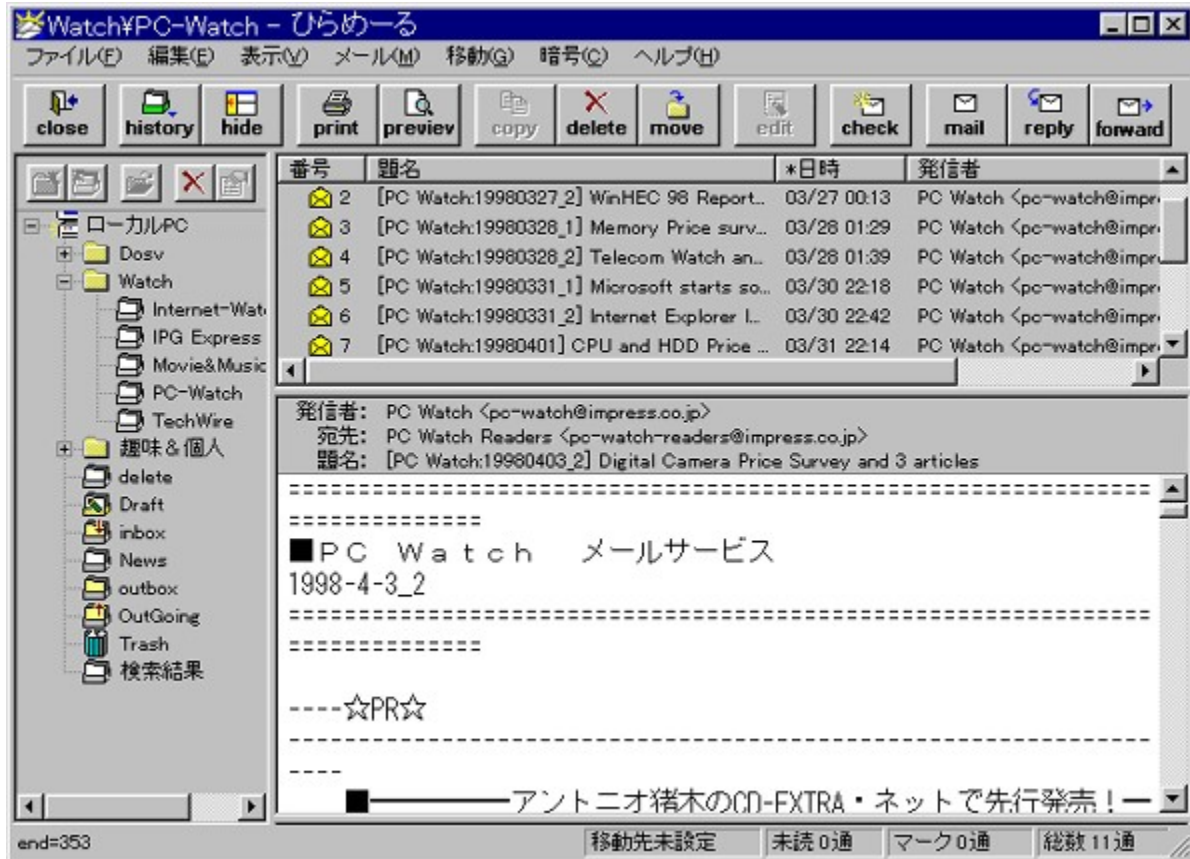 Watch¥PC-Watch - ひらめーる
ファイル(F) 編集(E) 表示(V) メール(M) 移動(G) 暗号(C) ヘルプ(H)
close history hide print preview copy delete move edit check mail reply forward
番号 題名 *日時 発信者
2 [PC Watch:19980327_2] WinHEC 98 Report... 03/27 00:13 PC Watch <pc-watch@impr
3 [PC Watch:19980328_1] Memory Price surv... 03/28 01:29 PC Watch <pc-watch@impr
4 [PC Watch:19980328_2] Telecom Watch an... 03/28 01:39 PC Watch <pc-watch@impr
5 [PC Watch:19980331_1] Microsoft starts so... 03/30 22:18 PC Watch <pc-watch@impr
6 [PC Watch:19980331_2] Internet Explorer I... 03/30 22:42 PC Watch <pc-watch@impr
7 [PC Watch:19980401] CPU and HDD Price ... 03/31 22:14 PC Watch <pc-watch@impr
ローカルPC
Dosv
Watch
Internet-Wat
IPG Express
Movie&Music
PC-Watch
TechWire
趣味&個人
delete
Draft
inbox
News
outbox
OutGoing
Trash
検索結果
発信者: PC Watch <pc-watch@impress.co.jp>
宛先: PC Watch Readers <pc-watch-readers@impress.co.jp>
題名: [PC Watch:19980403_2] Digital Camera Price Survey and 3 articles
==============================================================
==============
■PC Watch メールサービス
1998-4-3_2
==============================================================
==============
----☆PR☆
--------------------------------------------------------------
----
■━━━━━━アントニオ猪木のCD-EXTRA・ネットで先行発売!━
end=353 移動先未設定 未読 0通 マーク 0通 総数 11通